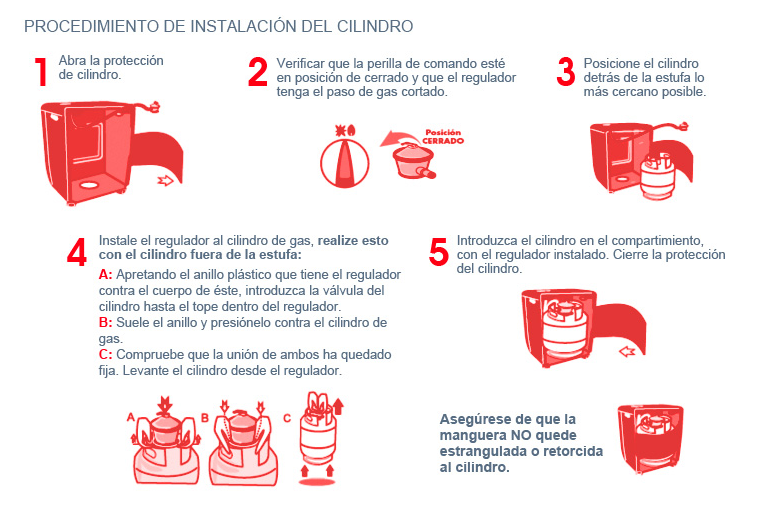 PROCEDIMIENTO DE INSTALACIÓN DEL CILINDRO
1
Abra la protección
de cilindro.
2
Verificar que la perilla de comando esté
en posición de cerrado y que el regulador
tenga el paso de gas cortado.
Posición
CERRADO
3
Posicione el cilindro
detrás de la estufa lo
más cercano posible.
4
Instale el regulador al cilindro de gas, realize esto
con el cilindro fuera de la estufa:
A: Apretando el anillo plástico que tiene el regulador
contra el cuerpo de éste, introduzca la válvula del
cilindro hasta el tope dentro del regulador.
B: Suele el anillo y presiónelo contra el cilindro de
gas.
C: Compruebe que la unión de ambos ha quedado
fija. Levante el cilindro desde el regulador.
A
B
C
5
Introduzca el cilindro en el compartimiento,
con el regulador instalado. Cierre la protección
del cilindro.
Asegúrese de que la
manguera NO quede
estrangulada o retorcida
al cilindro.